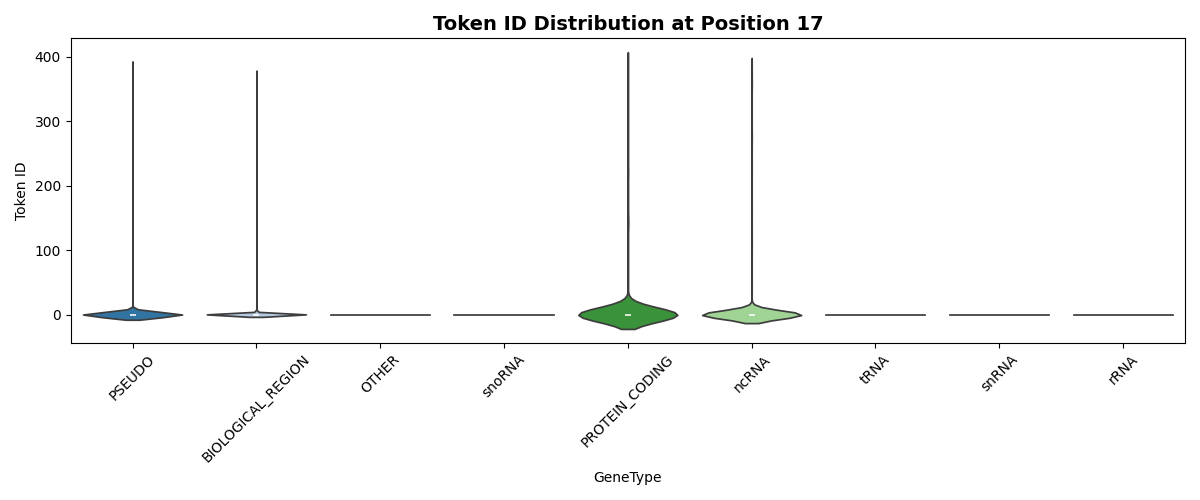 Token ID Distribution at Position 17
400
300
200
100
0
Token ID
PSEUDO
BIOLOGICAL_REGION
OTHER
snoRNA
PROTEIN_CODING
ncRNA
tRNA
snRNA
rRNA
GeneType